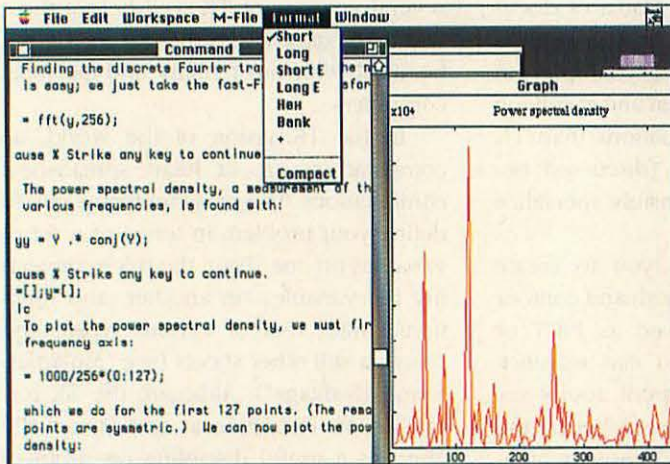 File Edit Workspace M-File Format Window
Command
✓Short
Long
Short E
Long E
Hex
Bank
Compact
Finding the discrete Fourier
is easy; we just take the fast-F
= fft(y,256);
ause % Strike any key to continue.
The power spectral density, a measurement of th
various frequencies, is found with:
yy = Y .* conj(Y);
ause % Strike any key to continue.
=[];y=[];
lc
To plot the power spectral density, we must fir
frequency axis:
= 1000/256*(0:127);
which we do for the first 127 points. (The
points are symmetric.) We can now plot the pow
density:
Graph
Power spectral density
0 100 200 300 400